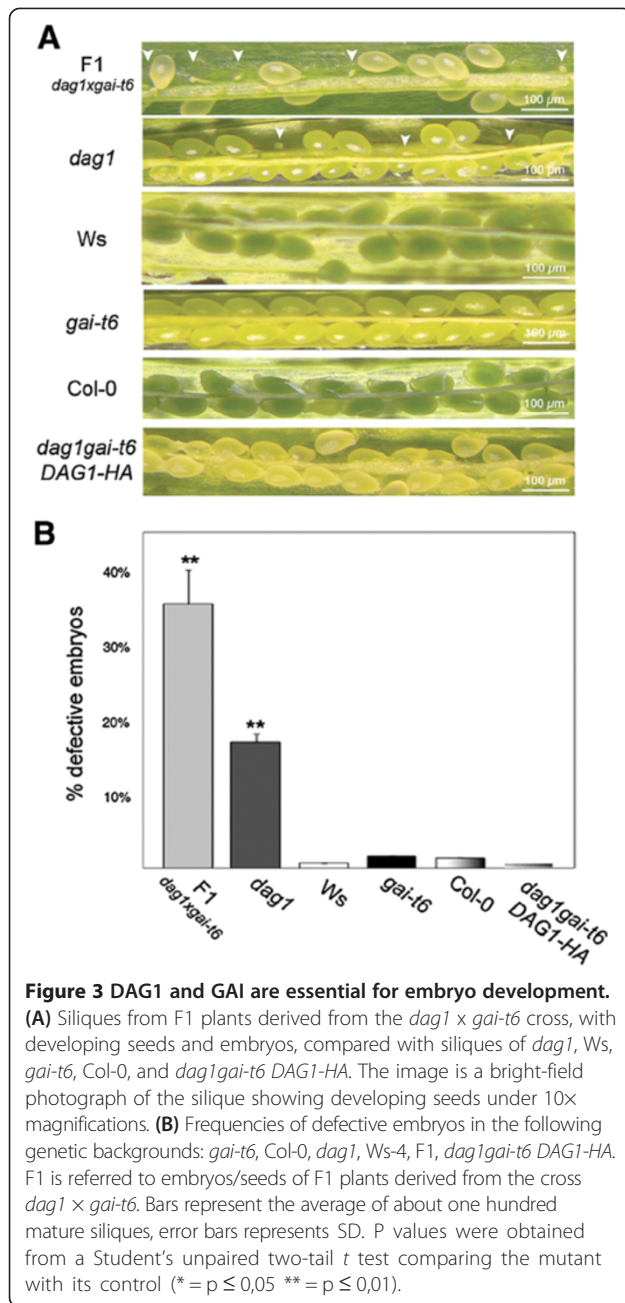 A
F1
dag1xgai-t6
100 µm
dag1
100 µm
Ws
100 µm
gai-t6
100 µm
Col-0
100 µm
dag1gai-t6
DAG1-HA
100 µm
B
% defective embryos
40%
30%
20%
10%
**
**
F1
dag1xgai-t6
dag1
Ws
gai-t6
Col-0
dag1gai-t6
DAG1-HA
Figure 3 DAG1 and GAI are essential for embryo development.
(A) Siliques from F1 plants derived from the dag1 x gai-t6 cross, with
developing seeds and embryos, compared with siliques of dag1, Ws,
gai-t6, Col-0, and dag1gai-t6 DAG1-HA. The image is a bright-field
photograph of the silique showing developing seeds under 10×
magnifications. (B) Frequencies of defective embryos in the following
genetic backgrounds: gai-t6, Col-0, dag1, Ws-4, F1, dag1gai-t6 DAG1-HA.
F1 is referred to embryos/seeds of F1 plants derived from the cross
dag1 × gai-t6. Bars represent the average of about one hundred
mature siliques, error bars represents SD. P values were obtained
from a Student's unpaired two-tail t test comparing the mutant
with its control (* = p ≤ 0,05 ** = p ≤ 0,01).